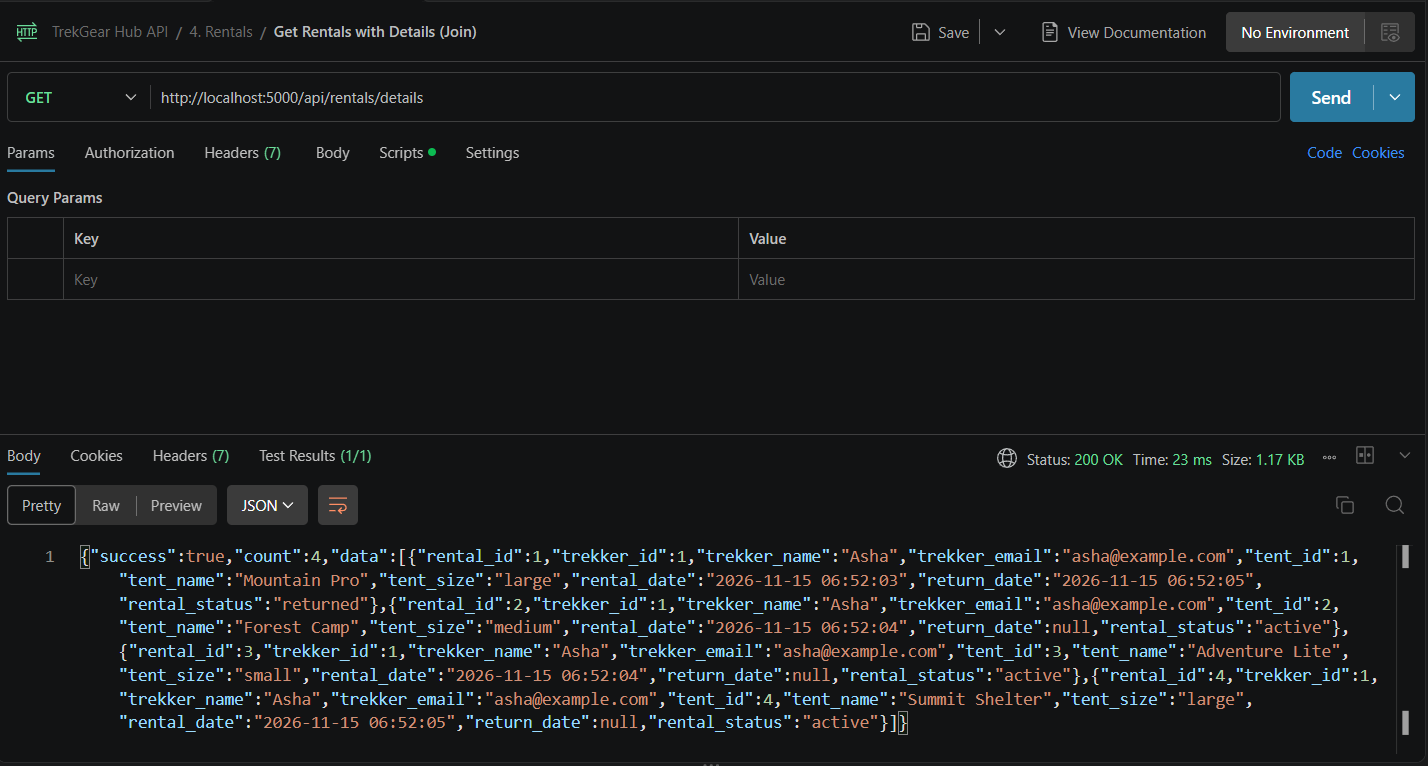 HTTP TrekGear Hub API / 4. Rentals / Get Rentals with Details (Join) Save View Documentation No Environment
GET http://localhost:5000/api/rentals/details Send
Params Authorization Headers (7) Body Scripts Settings Code Cookies
Query Params
Key Value
Key Value
Body Cookies Headers (7) Test Results (1/1) Status: 200 OK Time: 23 ms Size: 1.17 KB
Pretty Raw Preview JSON
1 {"success":true,"count":4,"data":[{"rental_id":1,"trekker_id":1,"trekker_name":"Asha","trekker_email":"asha@example.com","tent_id":1,
"tent_name":"Mountain Pro","tent_size":"large","rental_date":"2026-11-15 06:52:03","return_date":"2026-11-15 06:52:05",
"rental_status":"returned"},{"rental_id":2,"trekker_id":1,"trekker_name":"Asha","trekker_email":"asha@example.com","tent_id":2,
"tent_name":"Forest Camp","tent_size":"medium","rental_date":"2026-11-15 06:52:04","return_date":null,"rental_status":"active"},
{"rental_id":3,"trekker_id":1,"trekker_name":"Asha","trekker_email":"asha@example.com","tent_id":3,"tent_name":"Adventure Lite",
"tent_size":"small","rental_date":"2026-11-15 06:52:04","return_date":null,"rental_status":"active"},{"rental_id":4,"trekker_id":1,
"trekker_name":"Asha","trekker_email":"asha@example.com","tent_id":4,"tent_name":"Summit Shelter","tent_size":"large",
"rental_date":"2026-11-15 06:52:05","return_date":null,"rental_status":"active"}]}